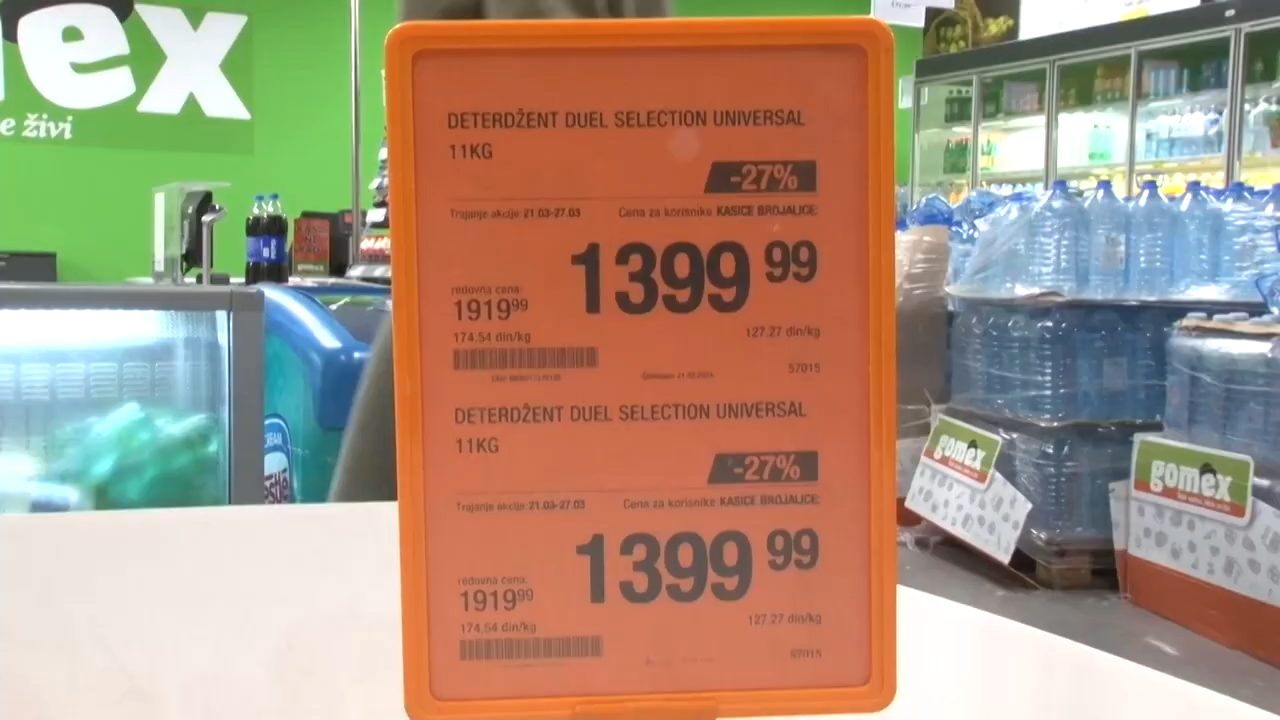 ex
e živi
DETERDŽENT DUEL SELECTION UNIVERSAL
11KG
-27%
Trajanje akcije: 21.03-27.03 Cena za korisnike KASICE BROJALICE:
1399 99
redovna cena:
1919 99
174.54 din/kg 127.27 din/kg
57015
DETERDŽENT DUEL SELECTION UNIVERSAL
11KG
-27%
Trajanje akcije: 21.03-27.03 Cena za korisnike KASICE BROJALICE:
1399 99
redovna cena:
1919 99
174.54 din/kg 127.27 din/kg
57015
gomex
gomex